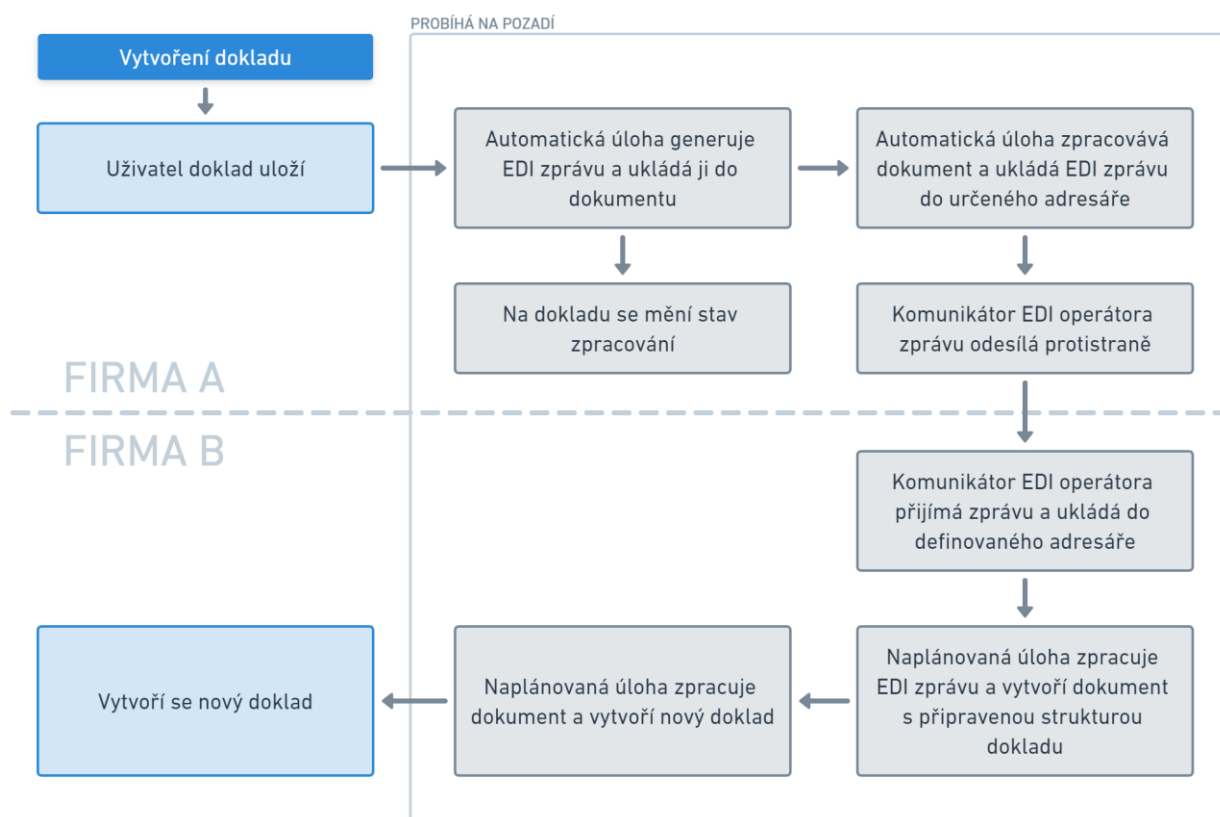 PROBÍHÁ NA POZADÍ
Vytvoření dokladu
Uživatel doklad uloží
Automatická úloha generuje
EDI zprávu a ukládá ji do
dokumentu
Automatická úloha zpracovává
dokument a ukládá EDI zprávu
do určeného adresáře
Na dokladu se mění stav
zpracování
Komunikátor EDI operátora
zprávu odesílá protistraně
FIRMA A
FIRMA B
Komunikátor EDI operátora
přijímá zprávu a ukládá do
definovaného adresáře
Naplánovaná úloha zpracuje
EDI zprávu a vytvoří dokument
s připravenou strukturou
dokladu
Naplánovaná úloha zpracuje
dokument a vytvoří nový doklad
Vytvoří se nový doklad